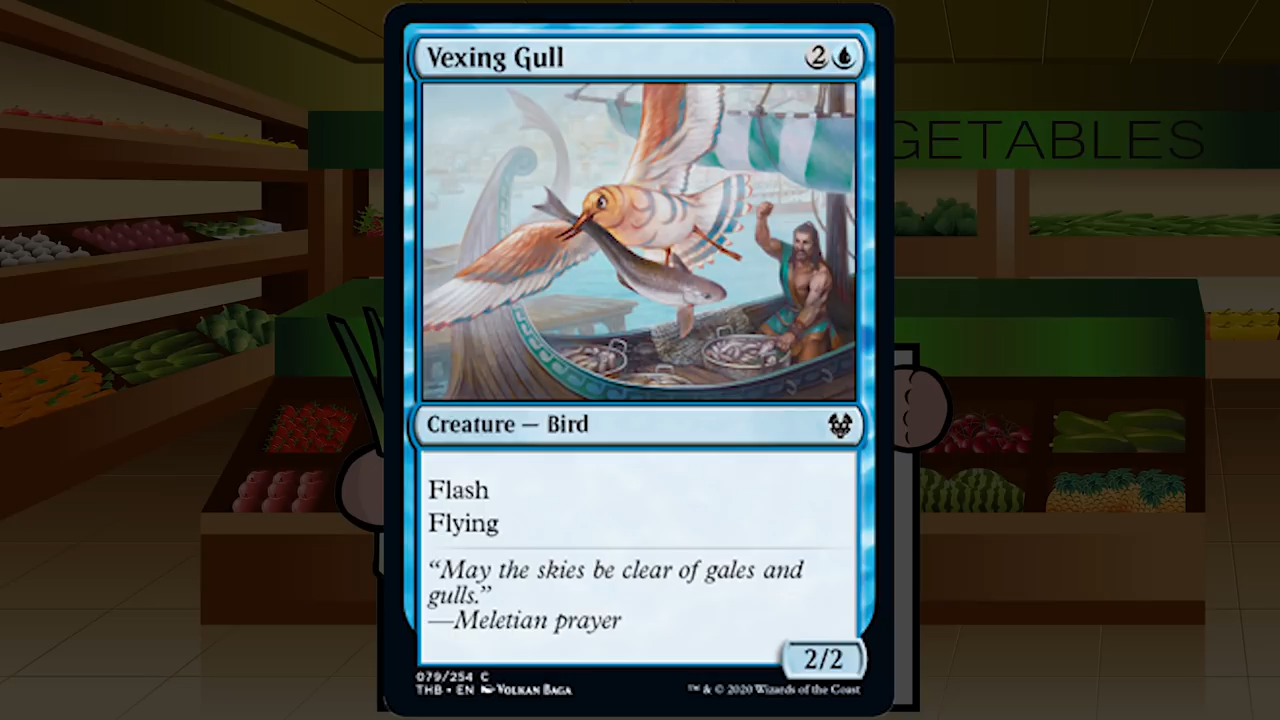 Vexing Gull 2
GETABLES
Creature — Bird
Flash
Flying
“May the skies be clear of gales and
gulls.”
—Meletian prayer
2/2
079/254 C
THB • EN VOLKAN BAGA
™ & © 2020 Wizards of the Coast